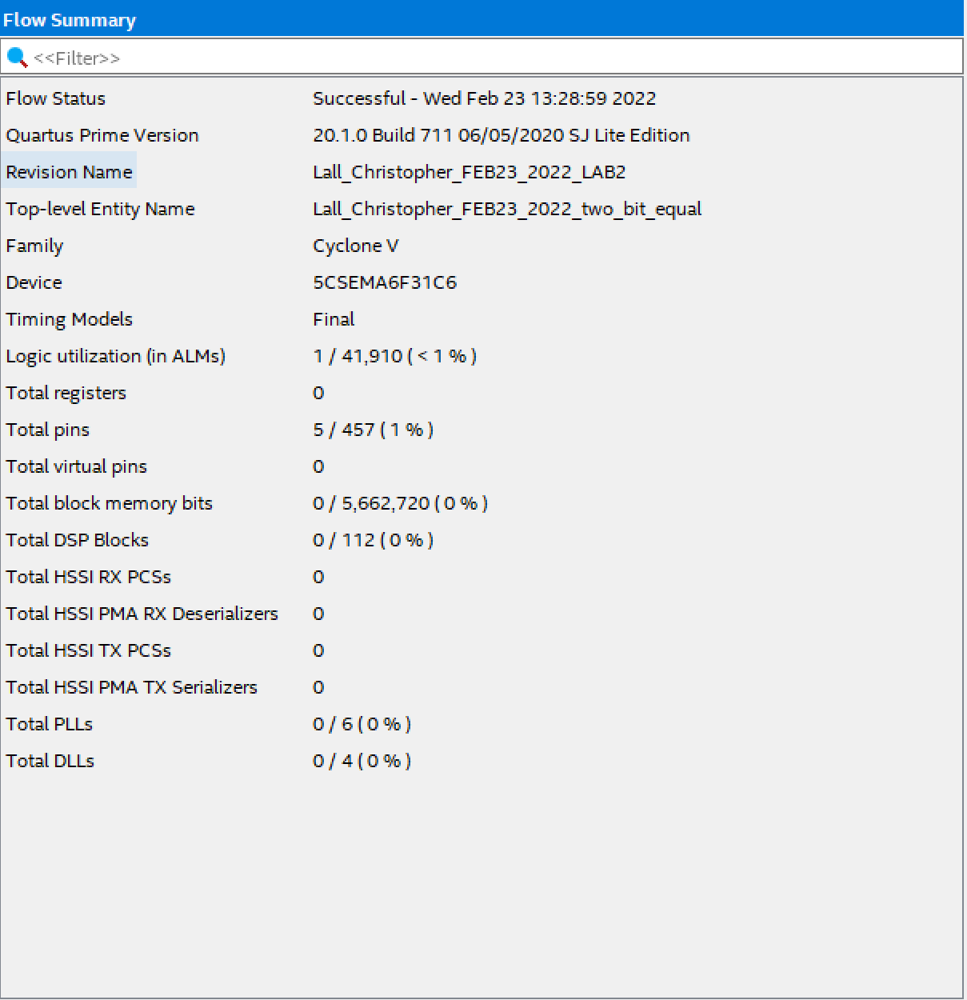 Flow Summary
<<Filter>>
Flow Status Successful - Wed Feb 23 13:28:59 2022
Quartus Prime Version 20.1.0 Build 711 06/05/2020 SJ Lite Edition
Revision Name Lall_Christopher_FEB23_2022_LAB2
Top-level Entity Name Lall_Christopher_FEB23_2022_two_bit_equal
Family Cyclone V
Device 5CSEMA6F31C6
Timing Models Final
Logic utilization (in ALMs) 1 / 41,910 ( < 1 % )
Total registers 0
Total pins 5 / 457 ( 1 % )
Total virtual pins 0
Total block memory bits 0 / 5,662,720 ( 0 % )
Total DSP Blocks 0 / 112 ( 0 % )
Total HSSI RX PCSs 0
Total HSSI PMA RX Deserializers 0
Total HSSI TX PCSs 0
Total HSSI PMA TX Serializers 0
Total PLLs 0 / 6 ( 0 % )
Total DLLs 0 / 4 ( 0 % )